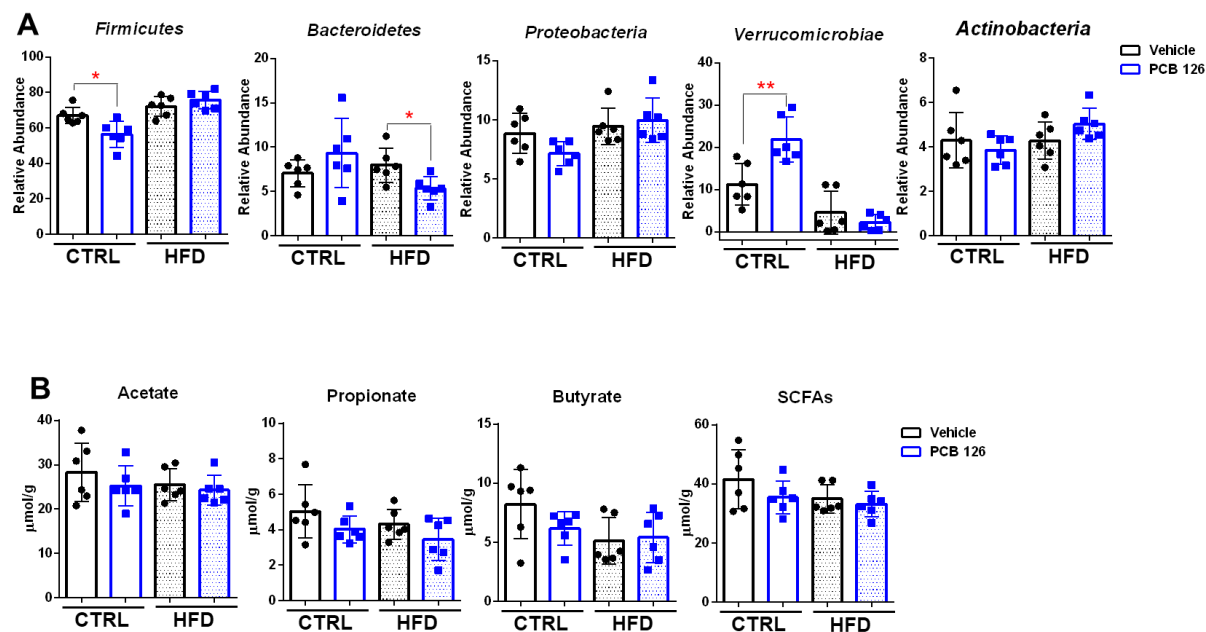 A
Firmicutes
Bacteroidetes
Proteobacteria
Verrucomicrobiae
Actinobacteria
Vehicle
PCB 126
Relative Abundance
100
80
60
40
20
0
*
CTRL
HFD
Relative Abundance
20
15
10
5
0
*
CTRL
HFD
Relative Abundance
15
10
5
0
CTRL
HFD
Relative Abundance
40
30
20
10
0
**
CTRL
HFD
Relative Abundance
8
6
4
2
0
CTRL
HFD
B
Acetate
Propionate
Butyrate
SCFAs
Vehicle
PCB 126
μmol/g
40
30
20
10
0
CTRL
HFD
μmol/g
10
8
6
4
2
0
CTRL
HFD
μmol/g
15
10
5
0
CTRL
HFD
μmol/g
60
40
20
0
CTRL
HFD